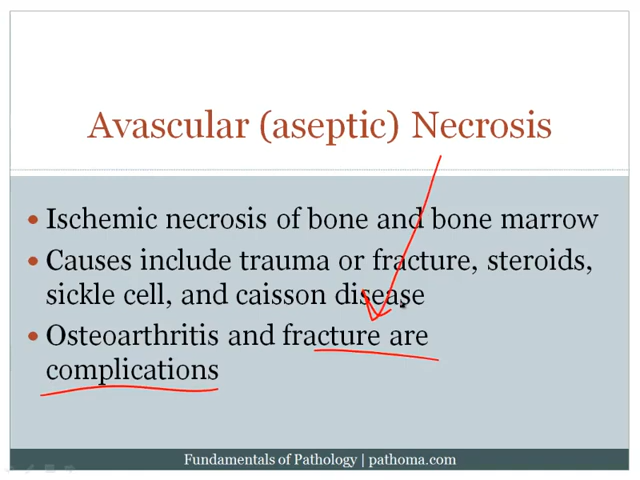 Avascular (aseptic) Necrosis
• Ischemic necrosis of bone and bone marrow
• Causes include trauma or fracture, steroids,
sickle cell, and caisson disease
• Osteoarthritis and fracture are
complications
Fundamentals of Pathology | pathoma.com